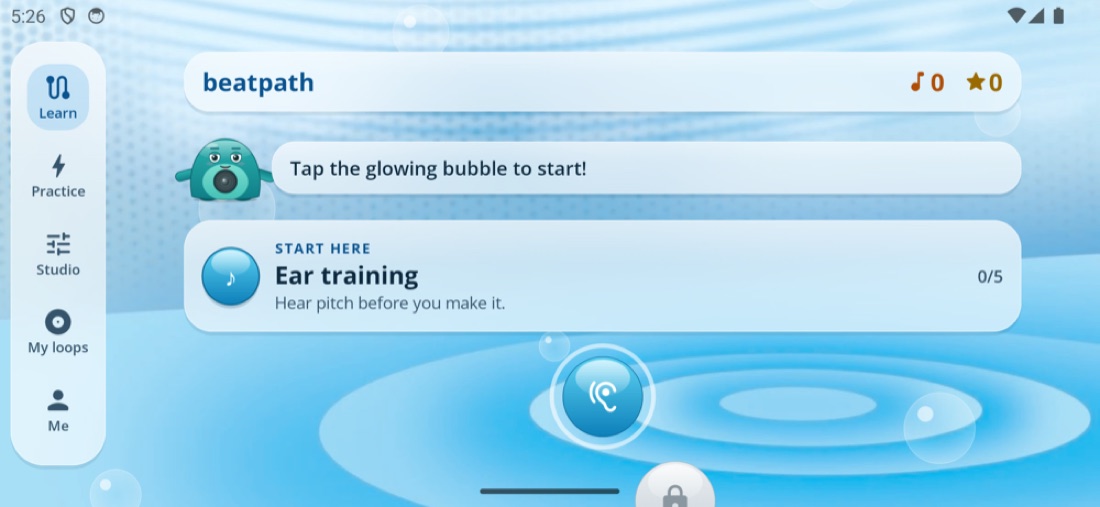 5:26
Learn
Practice
Studio
My loops
Me
beatpath
0
0
Tap the glowing bubble to start!
START HERE
Ear training
Hear pitch before you make it.
0/5